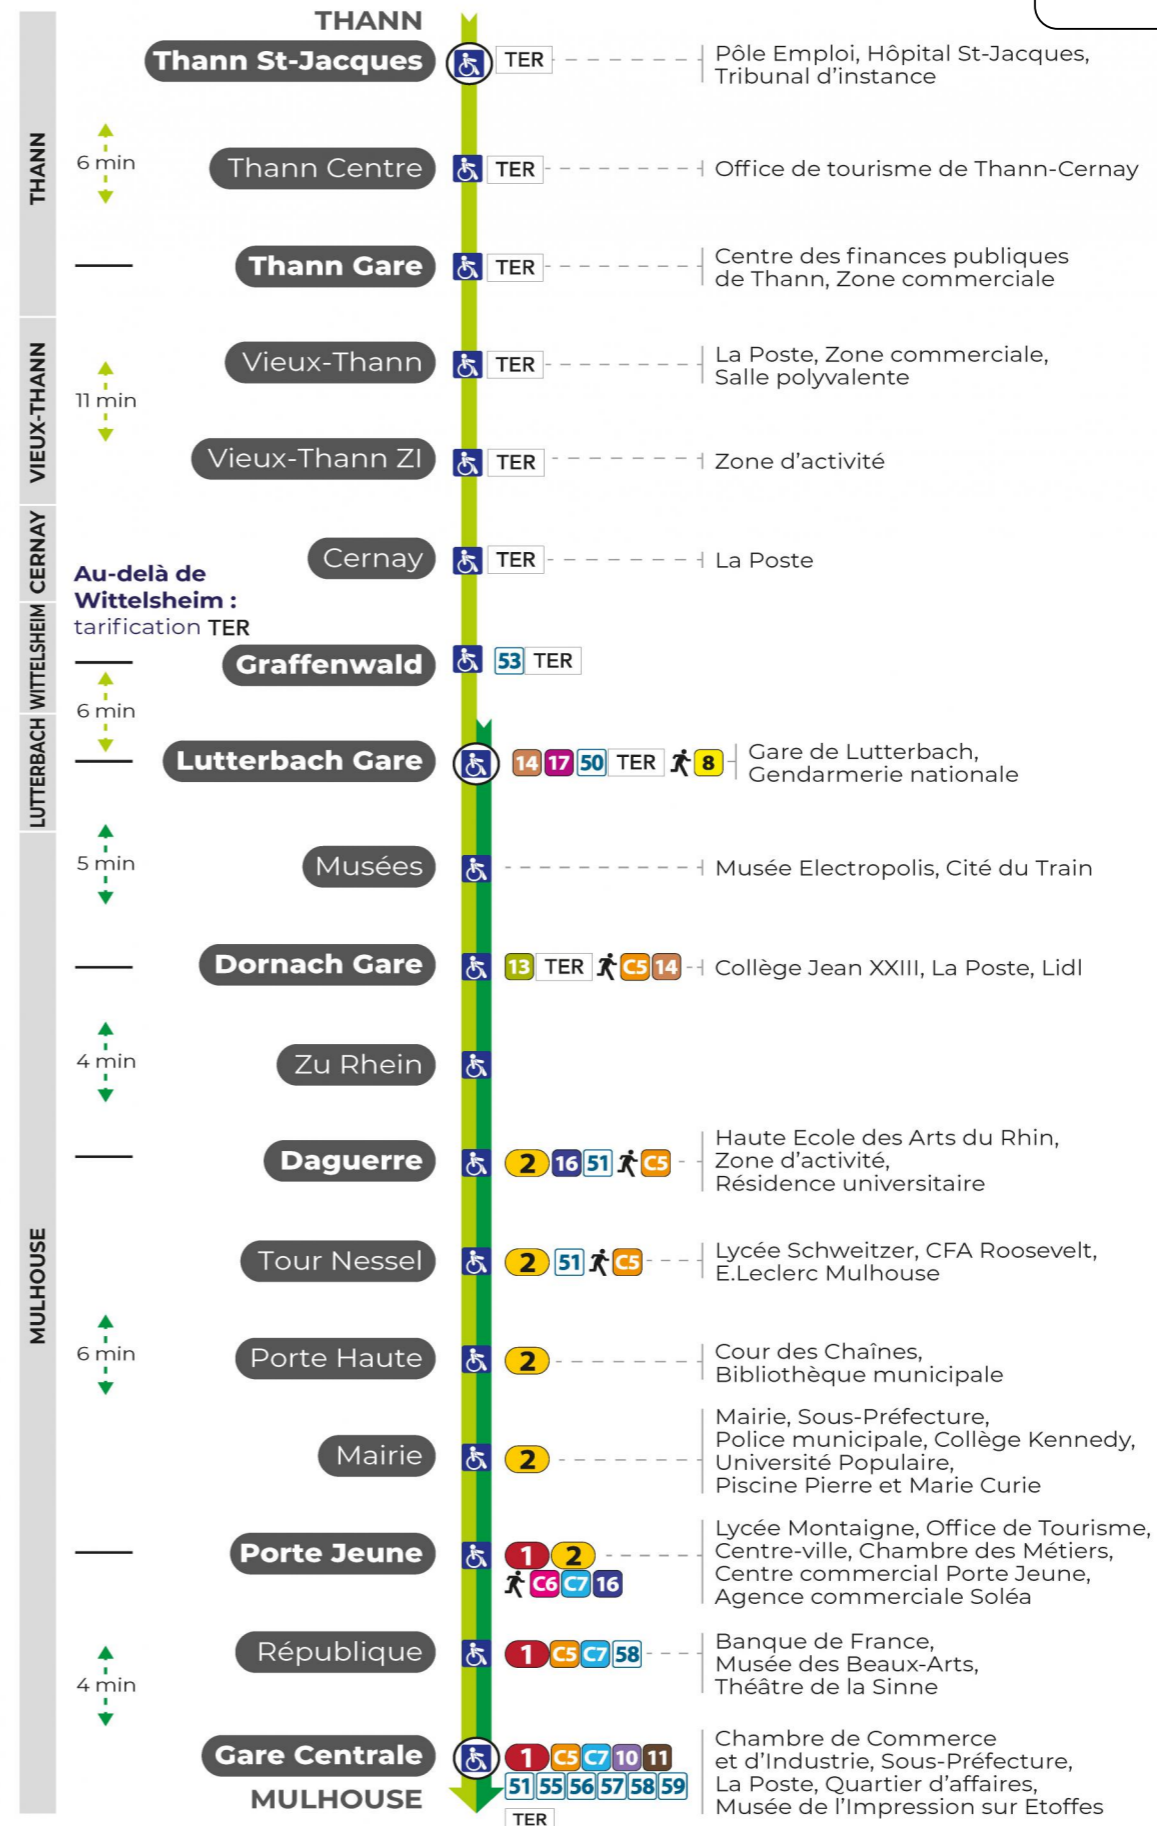 THANN
Thann St-Jacques TER Pôle Emploi, Hôpital St-Jacques,
Tribunal d'instance
THANN
6 min
Thann Centre TER Office de tourisme de Thann-Cernay
Thann Gare TER Centre des finances publiques
de Thann, Zone commerciale
VIEUX-THANN
Vieux-Thann TER La Poste, Zone commerciale,
Salle polyvalente
11 min
Vieux-Thann ZI TER Zone d'activité
CERNAY
Cernay TER La Poste
Au-delà de
Wittelsheim :
tarification TER
WITTELSHEIM
Graffenwald 53 TER
6 min
LUTTERBACH
Lutterbach Gare 14 17 50 TER 8 Gare de Lutterbach,
Gendarmerie nationale
5 min
Musées Musée Electropolis, Cité du Train
Dornach Gare 13 TER C5 14 Collège Jean XXIII, La Poste, Lidl
4 min
Zu Rhein
Daguerre 2 16 51 C5 Haute Ecole des Arts du Rhin,
Zone d'activité,
Résidence universitaire
MULHOUSE
Tour Nessel 2 51 C5 Lycée Schweitzer, CFA Roosevelt,
E.Leclerc Mulhouse
6 min
Porte Haute 2 Cour des Chaînes,
Bibliothèque municipale
Mairie 2 Mairie, Sous-Préfecture,
Police municipale, Collège Kennedy,
Université Populaire,
Piscine Pierre et Marie Curie
Porte Jeune 1 2 Lycée Montaigne, Office de Tourisme,
Centre-ville, Chambre des Métiers,
C6 C7 16 Centre commercial Porte Jeune,
Agence commerciale Soléa
République 1 C5 C7 58 Banque de France,
Musée des Beaux-Arts,
Théâtre de la Sinne
4 min
Gare Centrale 1 C5 C7 10 11 Chambre de Commerce
et d'Industrie, Sous-Préfecture,
51 55 56 57 58 59 La Poste, Quartier d'affaires,
MULHOUSE
TER Musée de l'Impression sur Etoffes